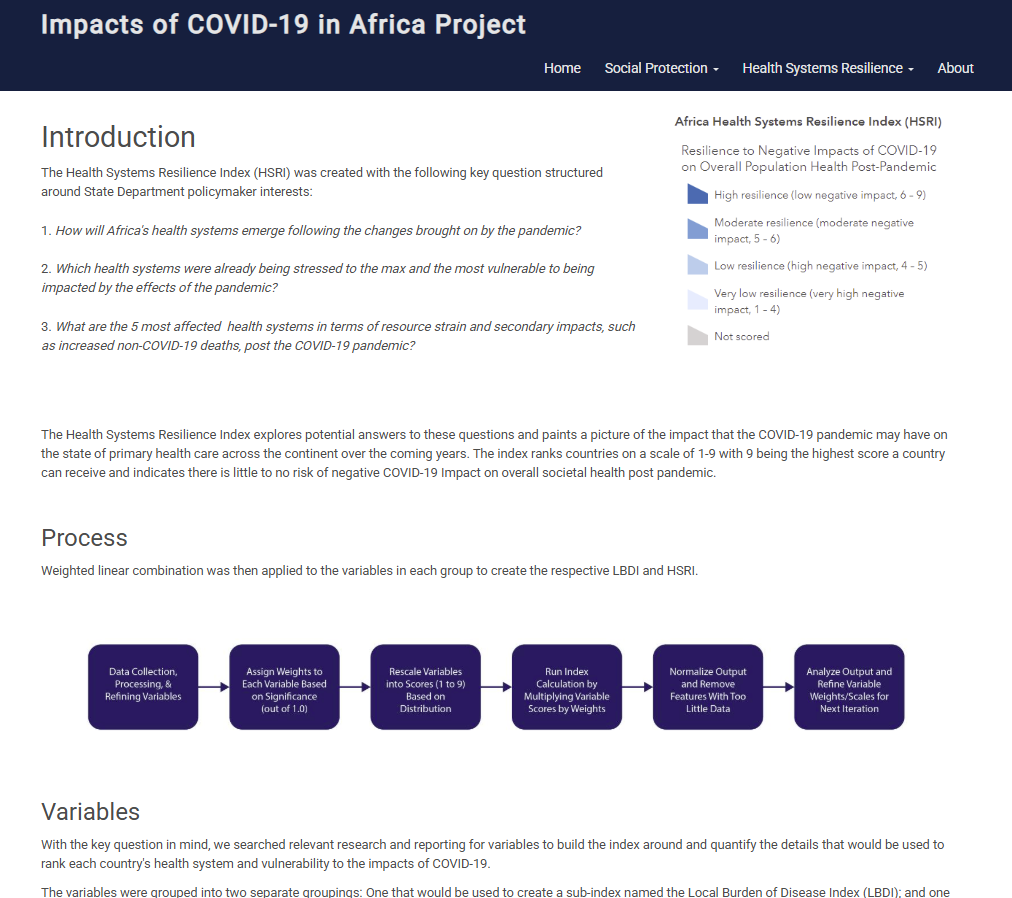 Impacts of COVID-19 in Africa Project
Home Social Protection Health Systems Resilience About
Introduction
The Health Systems Resilience Index (HSRI) was created with the following key question structured
around State Department policymaker interests:
1. How will Africa's health systems emerge following the changes brought on by the pandemic?
2. Which health systems were already being stressed to the max and the most vulnerable to being
impacted by the effects of the pandemic?
3. What are the 5 most affected  health systems in terms of resource strain and secondary impacts, such
as increased non-COVID-19 deaths, post the COVID-19 pandemic?
Africa Health Systems Resilience Index (HSRI)
Resilience to Negative Impacts of COVID-19
on Overall Population Health Post-Pandemic
High resilience (low negative impact, 6 - 9)
Moderate resilience (moderate negative
impact, 5 - 6)
Low resilience (high negative impact, 4 - 5)
Very low resilience (very high negative
impact, 1 - 4)
Not scored
The Health Systems Resilience Index explores potential answers to these questions and paints a picture of the impact that the COVID-19 pandemic may have on
the state of primary health care across the continent over the coming years. The index ranks countries on a scale of 1-9 with 9 being the highest score a country
can receive and indicates there is little to no risk of negative COVID-19 Impact on overall societal health post pandemic.
Process
Weighted linear combination was then applied to the variables in each group to create the respective LBDI and HSRI.
Data Collection,
Processing, &
Refining Variables
Assign Weights to
Each Variable Based
on Significance
(out of 1.0)
Rescale Variables
into Scores (1 to 9)
Based on
Distribution
Run Index
Calculation by
Multiplying Variable
Scores by Weights
Normalize Output
and Remove
Features With Too
Little Data
Analyze Output and
Refine Variable
Weights/Scales for
Next Iteration
Variables
With the key question in mind, we searched relevant research and reporting for variables to build the index around and quantify the details that would be used to
rank each country's health system and vulnerability to the impacts of COVID-19.
The variables were grouped into two separate groupings: One that would be used to create a sub-index named the Local Burden of Disease Index (LBDI); and one